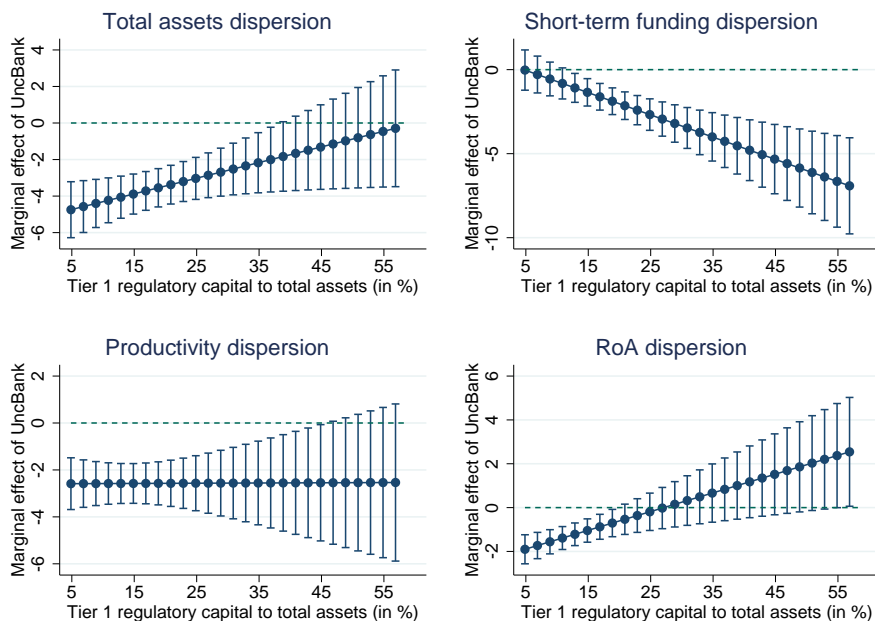 Total assets dispersion
Marginal effect of UncBank
4
2
0
-2
-4
-6
5 15 25 35 45 55
Tier 1 regulatory capital to total assets (in %)
Short-term funding dispersion
Marginal effect of UncBank
0
-5
-10
5 15 25 35 45 55
Tier 1 regulatory capital to total assets (in %)
Productivity dispersion
Marginal effect of UncBank
2
0
-2
-4
-6
5 15 25 35 45 55
Tier 1 regulatory capital to total assets (in %)
RoA dispersion
Marginal effect of UncBank
6
4
2
0
-2
5 15 25 35 45 55
Tier 1 regulatory capital to total assets (in %)